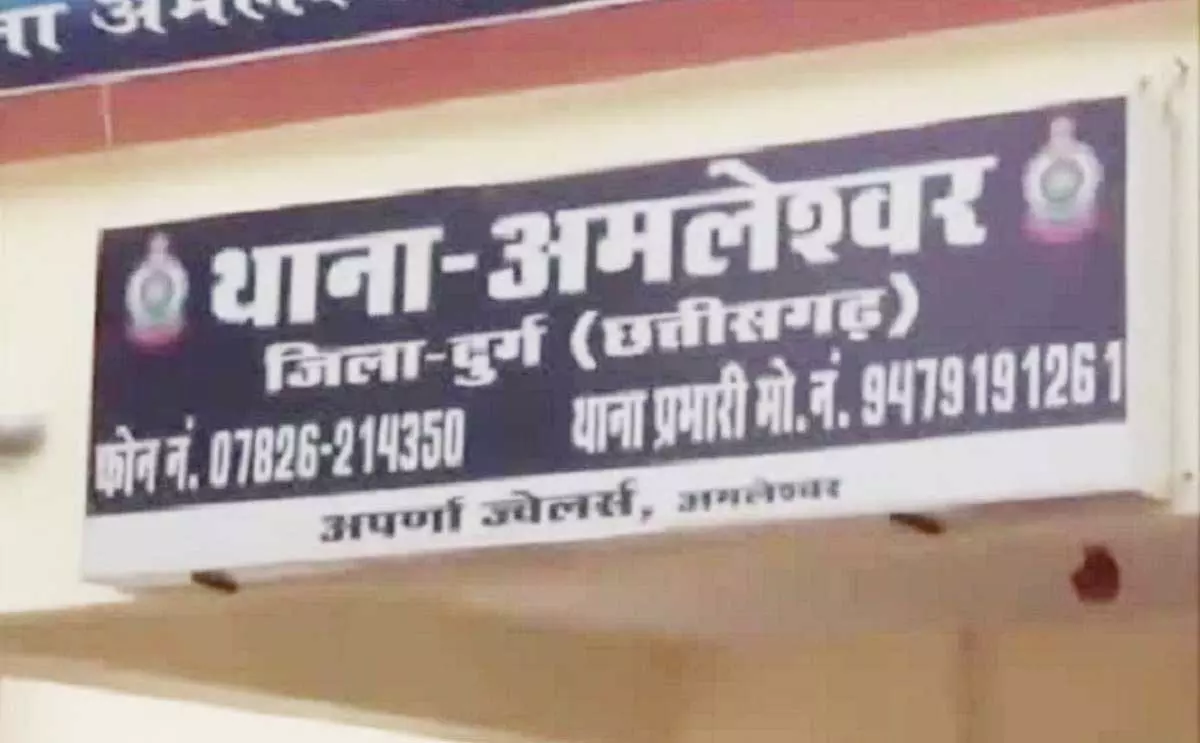 थाना-अमलेश्वर
जिला-दुर्ग (छत्तीसगढ़)
फोन नं. 07826-214350 थाना प्रभारी मो.नं. 9479191261
अपर्णा ज्वेलर्स, अमलेश्वर